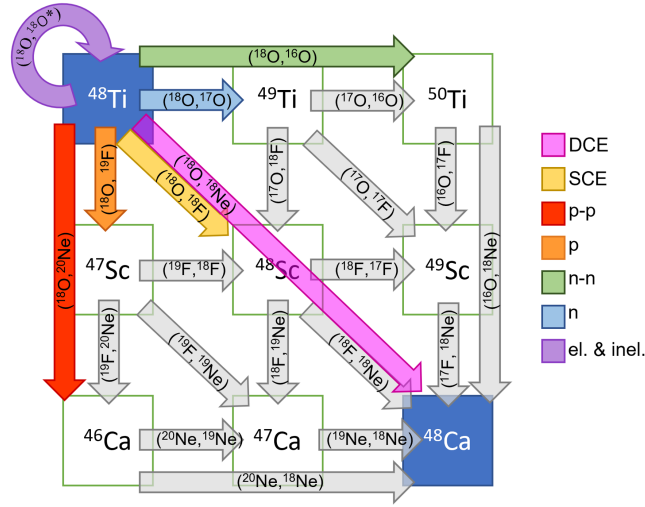 (¹⁸O,¹⁸O*)
(¹⁸O,¹⁶O)
⁴⁸Ti
(¹⁸O,¹⁷O)
⁴⁹Ti
(¹⁷O,¹⁶O)
⁵⁰Ti
(¹⁸O,²⁰Ne)
(¹⁸O, ¹⁹F)
(¹⁸O,¹⁸F)
(¹⁸O,¹⁸Ne)
(¹⁷O,¹⁸F)
(¹⁷O,¹⁷F)
(¹⁶O,¹⁷F)
(¹⁶O,¹⁸Ne)
⁴⁷Sc
(¹⁹F,¹⁸F)
⁴⁸Sc
(¹⁸F,¹⁷F)
⁴⁹Sc
(¹⁹F,²⁰Ne)
(¹⁹F,¹⁹Ne)
(¹⁸F,¹⁹Ne)
(¹⁸F,¹⁸Ne)
(¹⁷F,¹⁸Ne)
⁴⁶Ca
(²⁰Ne,¹⁹Ne)
⁴⁷Ca
(¹⁹Ne,¹⁸Ne)
⁴⁸Ca
(²⁰Ne,¹⁸Ne)
DCE
SCE
p-p
p
n-n
n
el. & inel.